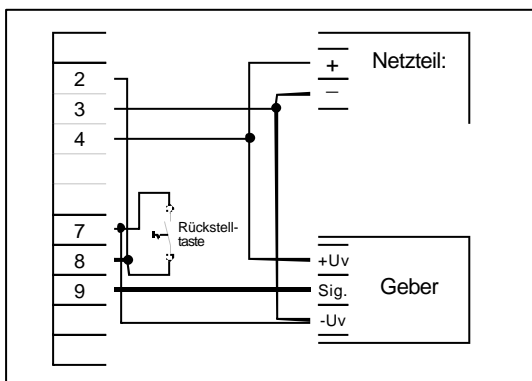 2
3
4
7
8
9
Rückstell-
taste
+
–
Netzteil:
+Uv
Sig.
-Uv
Geber